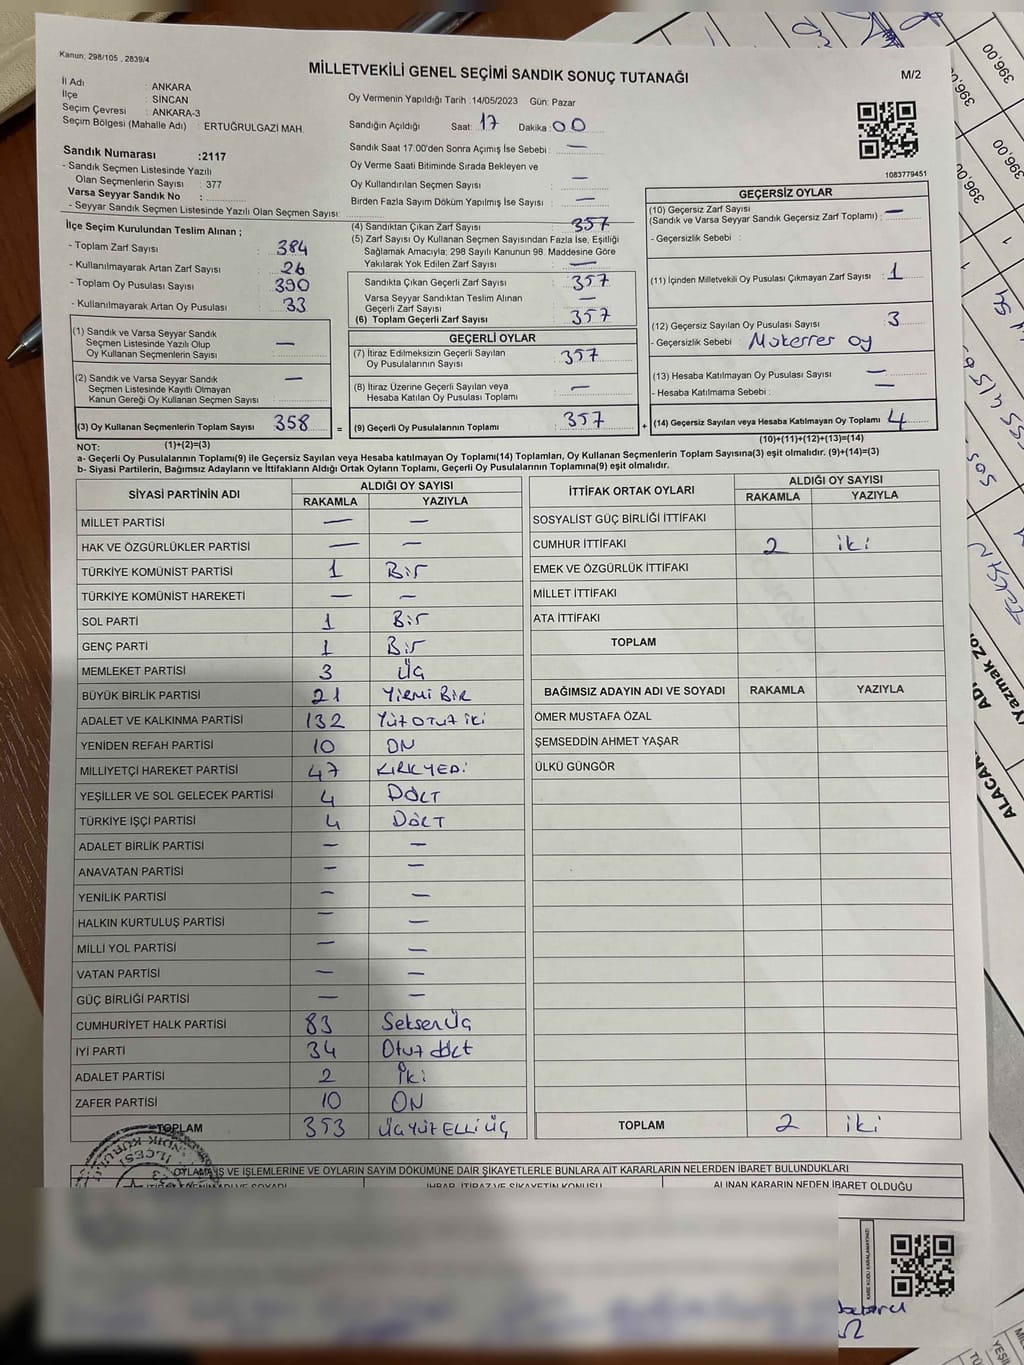 Kanun: 298/105 , 2839/4
MİLLETVEKİLİ GENEL SEÇİMİ SANDIK SONUÇ TUTANAĞI
M/2
İl Adı : ANKARA
İlçe : SİNCAN
Seçim Çevresi : ANKARA-3
Seçim Bölgesi (Mahalle Adı) : ERTUĞRULGAZİ MAH.
Sandık Numarası :2117
- Sandık Seçmen Listesinde Yazılı
Olan Seçmenlerin Sayısı : 377
Varsa Seyyar Sandık No :
- Seyyar Sandık Seçmen Listesinde Yazılı Olan Seçmen Sayısı:
Oy Vermenin Yapıldığı Tarih :14/05/2023 Gün: Pazar
Sandığın Açıldığı Saat: 17 Dakika: 00
Sandık Saat 17.00'den Sonra Açımış İse Sebebi : —
Oy Verme Saati Bitiminde Sırada Bekleyen ve
Oy Kullandırılan Seçmen Sayısı : —
Birden Fazla Sayım Döküm Yapılmış İse Sayısı : —
1083779451
İlçe Seçim Kurulundan Teslim Alınan ;
- Toplam Zarf Sayısı : 384
- Kullanılmayarak Artan Zarf Sayısı : 26
- Toplam Oy Pusulası Sayısı : 390
- Kullanılmayarak Artan Oy Pusulası : 33
(1) Sandık ve Varsa Seyyar Sandık
Seçmen Listesinde Yazılı Olup
Oy Kullanan Seçmenlerin Sayısı : —
(2) Sandık ve Varsa Seyyar Sandık
Seçmen Listesinde Kayıtlı Olmayan
Kanun Gereği Oy Kullanan Seçmen Sayısı : —
(3) Oy Kullanan Seçmenlerin Toplam Sayısı 358
(4) Sandıktan Çıkan Zarf Sayısı : 357
(5) Zarf Sayısı Oy Kullanan Seçmen Sayısından Fazla İse, Eşitliği
Sağlamak Amacıyla; 298 Sayılı Kanunun 98. Maddesine Göre
Yakılarak Yok Edilen Zarf Sayısı : —
Sandıkta Çıkan Geçerli Zarf Sayısı : 357
Varsa Seyyar Sandıktan Teslim Alınan
Geçerli Zarf Sayısı : —
(6) Toplam Geçerli Zarf Sayısı : 357
GEÇERLİ OYLAR
(7) İtiraz Edilmeksizin Geçerli Sayılan
Oy Pusulalarının Sayısı : 357
(8) İtiraz Üzerine Geçerli Sayılan veya
Hesaba Katılan Oy Pusulası Toplamı : —
= (9) Geçerli Oy Pusulalarının Toplamı : 357
GEÇERSİZ OYLAR
(10) Geçersiz Zarf Sayısı
(Sandık ve Varsa Seyyar Sandık Geçersiz Zarf Toplamı) : —
- Geçersizlik Sebebi :
(11) İçinden Milletvekili Oy Pusulası Çıkmayan Zarf Sayısı : 1
(12) Geçersiz Sayılan Oy Pusulası Sayısı : 3
- Geçersizlik Sebebi : Mükerrer oy
(13) Hesaba Katılmayan Oy Pusulası Sayısı : —
- Hesaba Katılmama Sebebi : —
+ (14) Geçersiz Sayılan veya Hesaba Katılmayan Oy Toplamı 4
NOT: (1)+(2)=(3)
(10)+(11)+(12)+(13)=(14)
a- Geçerli Oy Pusulalarının Toplamı(9) ile Geçersiz Sayılan veya Hesaba katılmayan Oy Toplamı(14) Toplamları, Oy Kullanan Seçmenlerin Toplam Sayısına(3) eşit olmalıdır. (9)+(14)=(3)
b- Siyasi Partilerin, Bağımsız Adayların ve İttifakların Aldığı Ortak Oyların Toplamı, Geçerli Oy Pusulalarının Toplamına(9) eşit olmalıdır.
SİYASİ PARTİNİN ADI ALDIĞI OY SAYISI
RAKAMLA YAZIYLA
MİLLET PARTİSİ — —
HAK VE ÖZGÜRLÜKLER PARTİSİ — —
TÜRKİYE KOMÜNİST PARTİSİ 1 Bir
TÜRKİYE KOMÜNİST HAREKETİ — —
SOL PARTİ 1 Bir
GENÇ PARTİ 1 Bir
MEMLEKET PARTİSİ 3 Üç
BÜYÜK BİRLİK PARTİSİ 21 Yirmi Bir
ADALET VE KALKINMA PARTİSİ 132 Yüz Otuz iki
YENİDEN REFAH PARTİSİ 10 ON
MİLLİYETÇİ HAREKET PARTİSİ 47 KIRK YEDİ
YEŞİLLER VE SOL GELECEK PARTİSİ 4 Dört
TÜRKİYE İŞÇİ PARTİSİ 4 Dört
ADALET BİRLİK PARTİSİ — —
ANAVATAN PARTİSİ — —
YENİLİK PARTİSİ — —
HALKIN KURTULUŞ PARTİSİ — —
MİLLİ YOL PARTİSİ — —
VATAN PARTİSİ — —
GÜÇ BİRLİĞİ PARTİSİ — —
CUMHURİYET HALK PARTİSİ 83 Seksen üç
İYİ PARTİ 34 Otuz dört
ADALET PARTİSİ 2 İki
ZAFER PARTİSİ 10 ON
TOPLAM 353 Üç Yüz Elli üç
İTTİFAK ORTAK OYLARI ALDIĞI OY SAYISI
RAKAMLA YAZIYLA
SOSYALİST GÜÇ BİRLİĞİ İTTİFAKI
CUMHUR İTTİFAKI 2 iki
EMEK VE ÖZGÜRLÜK İTTİFAKI
MİLLET İTTİFAKI
ATA İTTİFAKI
TOPLAM
BAĞIMSIZ ADAYIN ADI VE SOYADI RAKAMLA YAZIYLA
ÖMER MUSTAFA ÖZAL
ŞEMSEDDİN AHMET YAŞAR
ÜLKÜ GÜNGÖR
TOPLAM 2 iki
OYLAMA İŞ VE İŞLEMLERİNE VE OYLARIN SAYIM DÖKÜMÜNE DAİR ŞİKAYETLERLE BUNLARA AİT KARARLARIN NELERDEN İBARET BULUNDUKLARI
İHBAR, İTİRAZ VE ŞİKAYETİN KONUSU ALINAN KARARIN NEDEN İBARET OLDUĞU
396,00
396,00
396,00